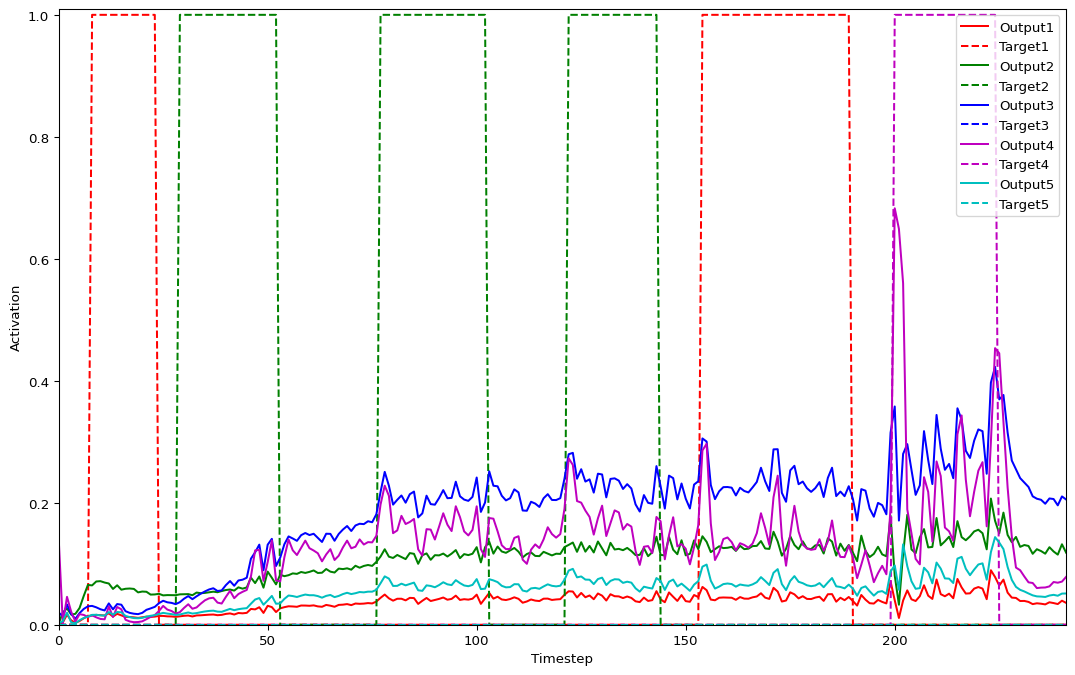 1.0
0.8
0.6
0.4
0.2
0.0
Activation
0
50
100
150
200
Timestep
Output1
Target1
Output2
Target2
Output3
Target3
Output4
Target4
Output5
Target5